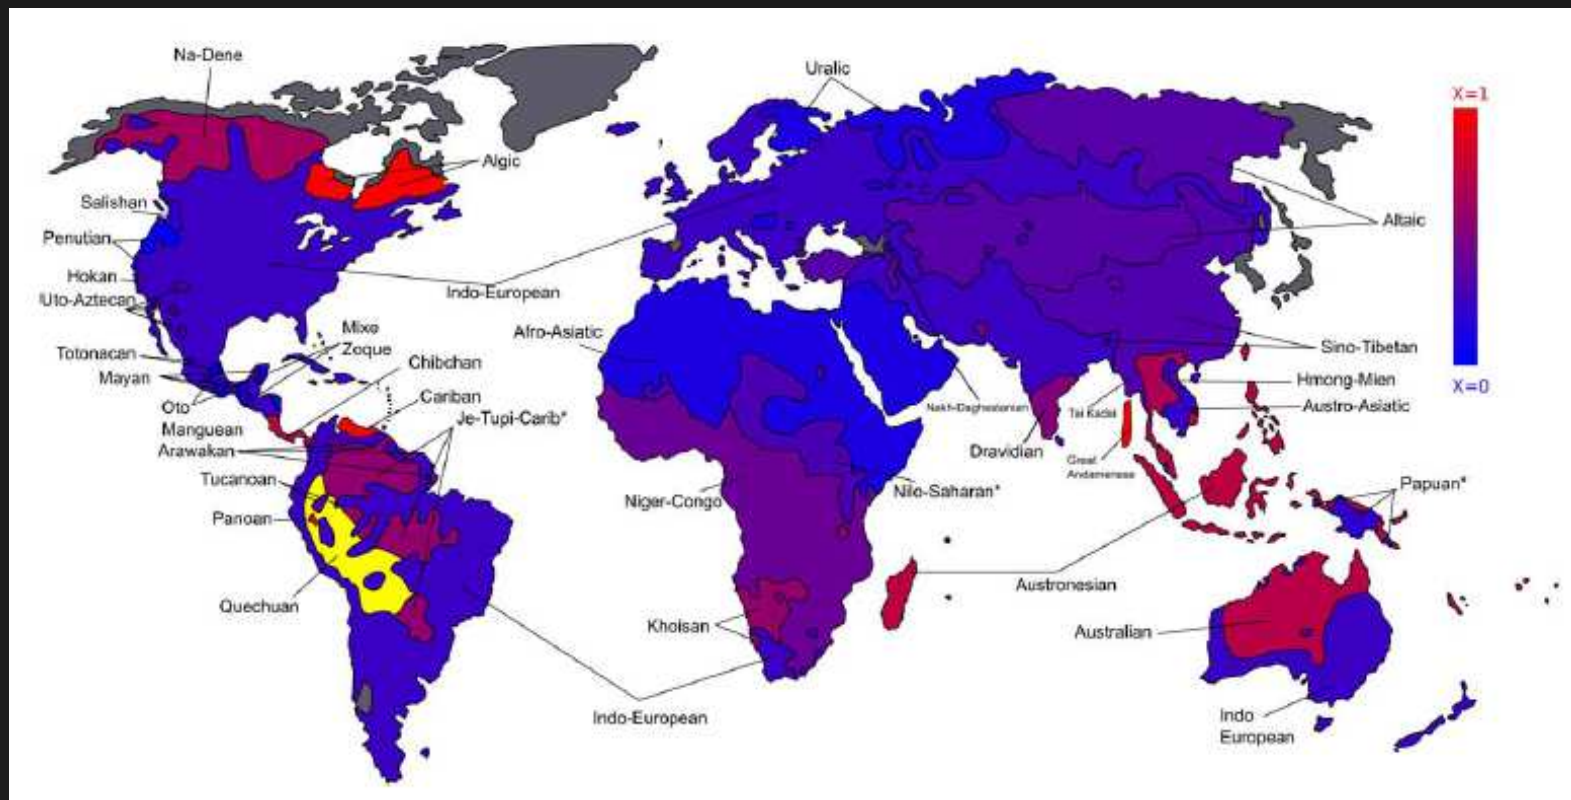 Na-Dene
Uralic
X=1
Algic
Salishan
Penutian
Hokan
Uto-Aztecan
Totonacan
Mayan
Oto
Manguean
Arawakan
Tucanoan
Panoan
Quechuan
Mixe
Zoque
Chibchan
Cariban
Je-Tupi-Carib*
Indo-European
Afro-Asiatic
Altaic
Sino-Tibetan
X=0
Hmong-Mien
Austro-Asiatic
Nakh-Daghestanian
Tai Kadai
Dravidian
Great
Andamenese
Papuan*
Niger-Congo
Nilo-Saharan*
Austronesian
Khoisan
Australian
Indo-European
Indo
European